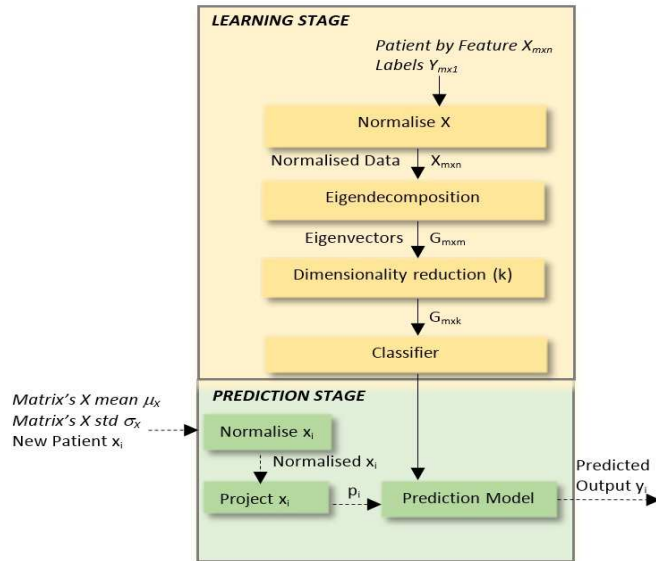 LEARNING STAGE
Patient by Feature Xmxn
Labels Ymx1
Normalise X
Normalised Data Xmxn
Eigendecomposition
Eigenvectors Gmxm
Dimensionality reduction (k)
Gmxk
Classifier
PREDICTION STAGE
Matrix's X mean μX
Matrix's X std σX
New Patient xi
Normalise xi
Normalised xi
Project xi
pi
Prediction Model
Predicted
Output yi